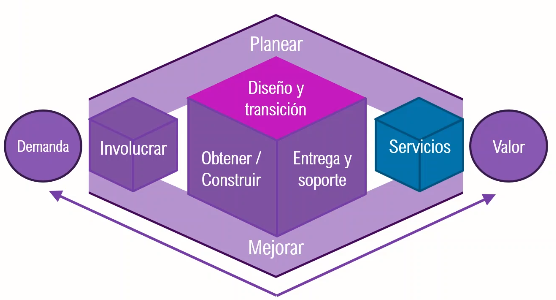 Planear
Diseño y
transición
Demanda
Involucrar
Obtener /
Construir
Entrega y
soporte
Servicios
Valor
Mejorar